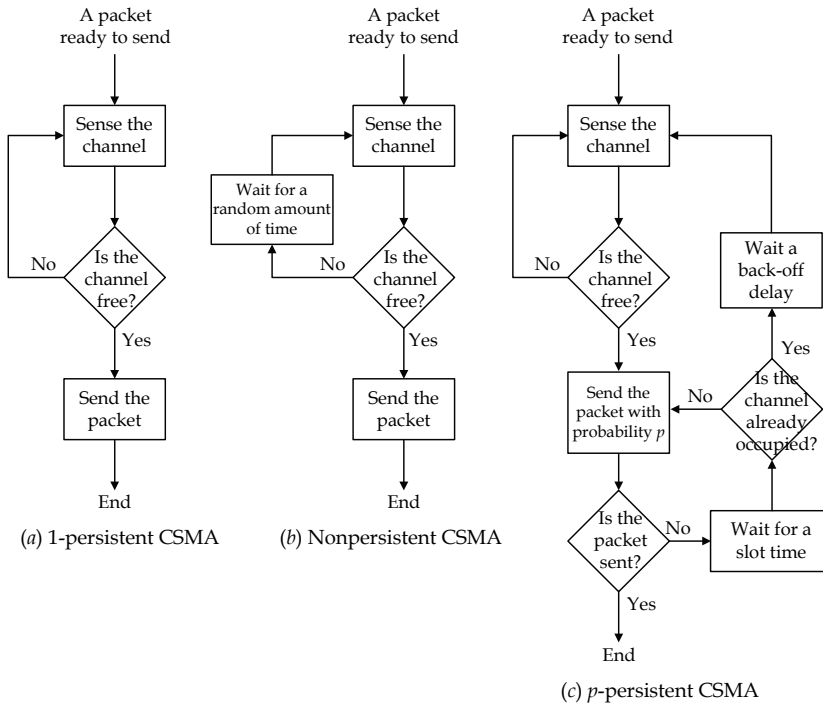 A packet
ready to send
Sense the
channel
Is the
channel
free?
No
Yes
Send the
packet
End
(a) 1-persistent CSMA
A packet
ready to send
Sense the
channel
Wait for a
random amount
of time
No
Is the
channel
free?
Yes
Send the
packet
End
(b) Nonpersistent CSMA
A packet
ready to send
Sense the
channel
No
Is the
channel
free?
Yes
Send the
packet with
probability p
Is the
packet
sent?
No
Wait for a
slot time
Is the
channel
already
occupied?
No
Yes
Wait a
back-off
delay
Yes
End
(c) p-persistent CSMA